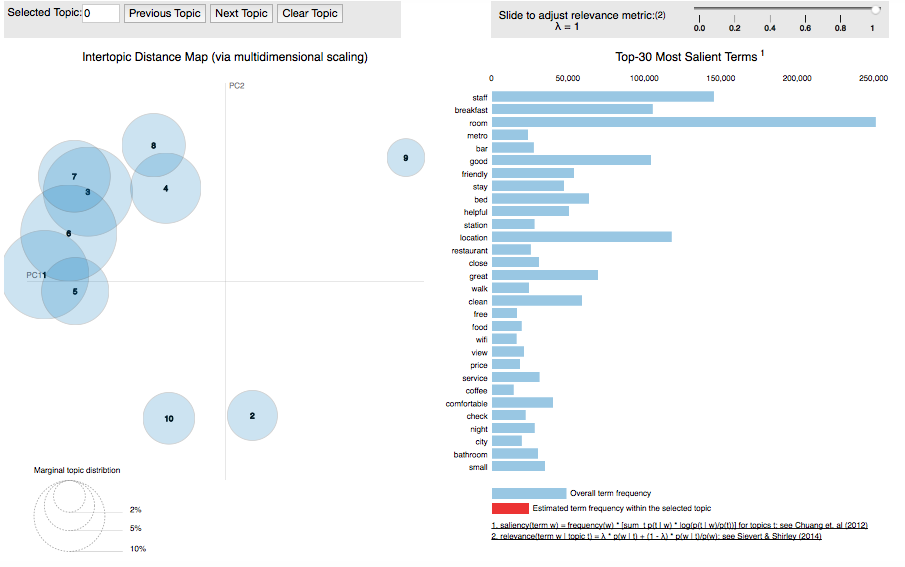 Selected Topic: 0 Previous Topic Next Topic Clear Topic
Slide to adjust relevance metric:(2)
λ = 1
0.0 0.2 0.4 0.6 0.8 1
Intertopic Distance Map (via multidimensional scaling)
PC2
PC1
1
2
3
4
5
6
7
8
9
10
Marginal topic distribtion
2%
5%
10%
Top-30 Most Salient Terms 1
0 50,000 100,000 150,000 200,000 250,000
staff
breakfast
room
metro
bar
good
friendly
stay
bed
helpful
station
location
restaurant
close
great
walk
clean
free
food
wifi
view
price
service
coffee
comfortable
check
night
city
bathroom
small
Overall term frequency
Estimated term frequency within the selected topic
1. saliency(term w) = frequency(w) * [sum_t p(t | w) * log(p(t | w)/p(t))] for topics t; see Chuang et. al (2012)
2. relevance(term w | topic t) = λ * p(w | t) + (1 - λ) * p(w | t)/p(w); see Sievert & Shirley (2014)